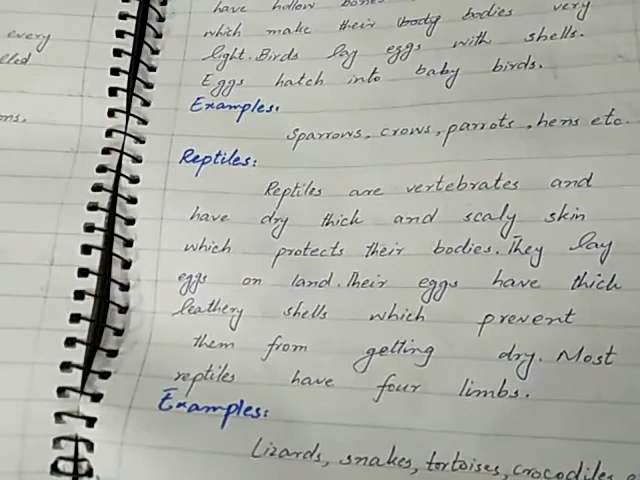 every
have hollow bones
which make their body bodies very
light. Birds lay eggs with shells.
Eggs hatch into baby birds.
Examples:
Sparrows, crows, parrots, hens etc.
Reptiles:
Reptiles are vertebrates and
have dry thick and scaly skin
which protects their bodies. They lay
eggs on land. Their eggs have thick
leathery shells which prevent
them from getting dry. Most
reptiles have four limbs.
Examples:
Lizards, snakes, tortoises, crocodiles